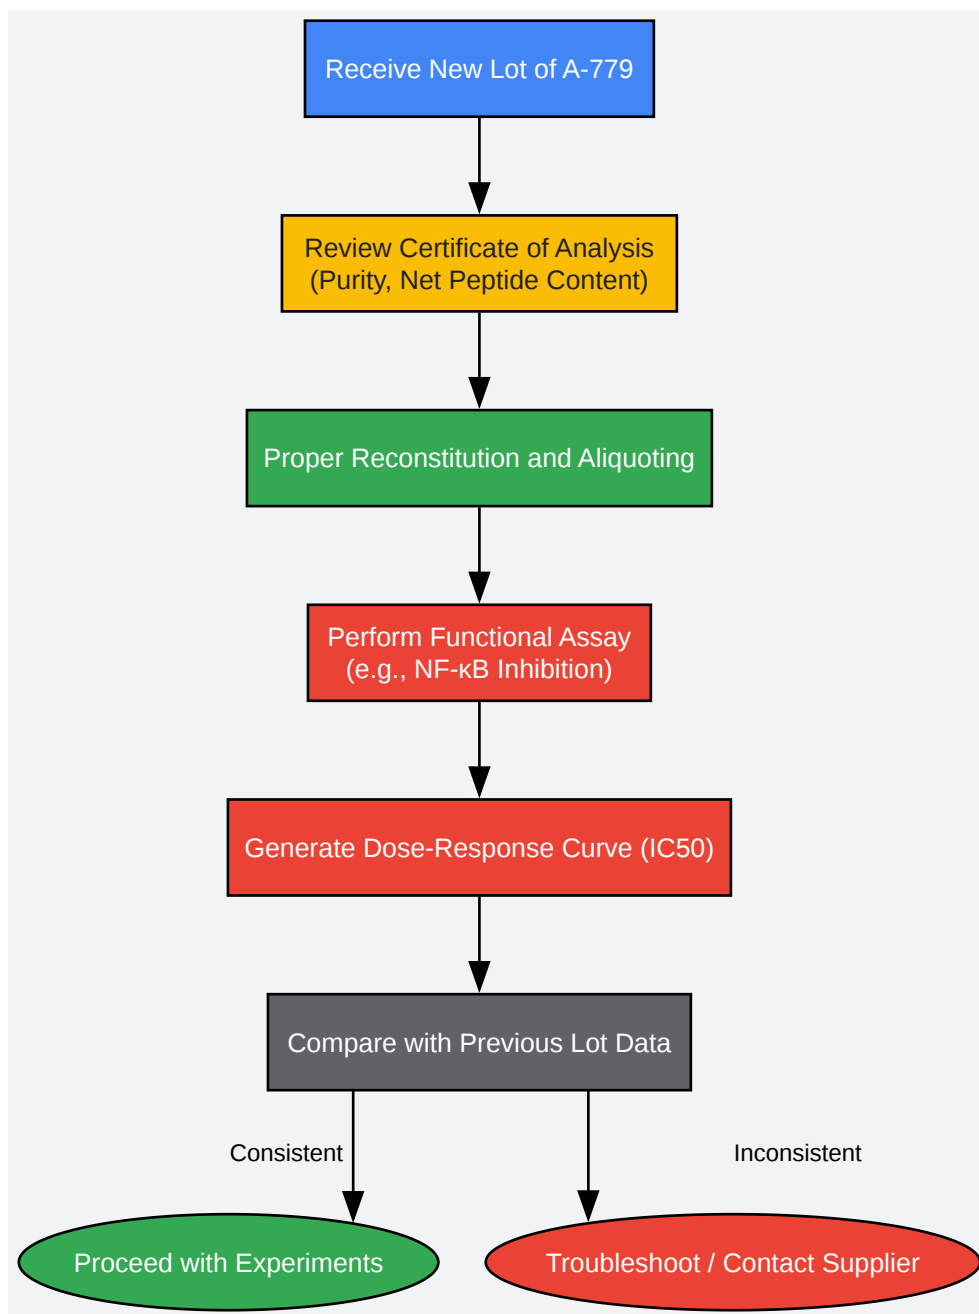 Receive New Lot of A-779
Review Certificate of Analysis
(Purity, Net Peptide Content)
Proper Reconstitution and Aliquoting
Perform Functional Assay
(e.g., NF-κB Inhibition)
Generate Dose-Response Curve (IC50)
Compare with Previous Lot Data
Consistent
Inconsistent
Proceed with Experiments
Troubleshoot / Contact Supplier